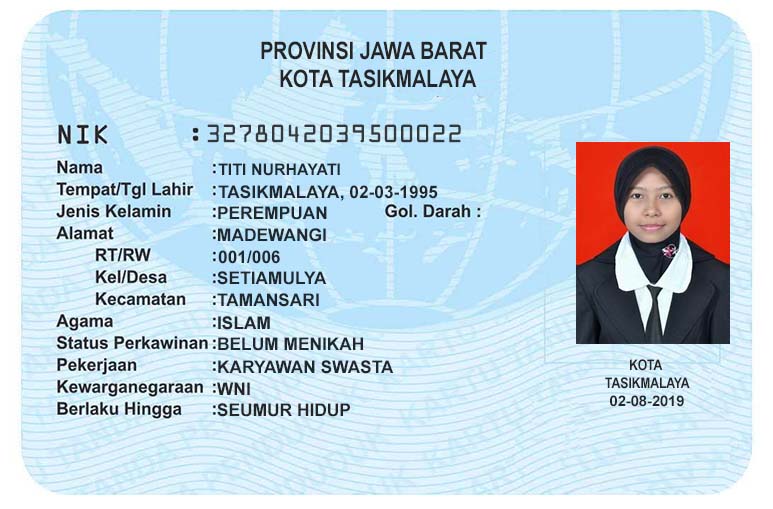 PROVINSI JAWA BARAT
KOTA TASIKMALAYA
NIK : 3278042039500022
Nama :TITI NURHAYATI
Tempat/Tgl Lahir :TASIKMALAYA, 02-03-1995
Jenis Kelamin :PEREMPUAN Gol. Darah :
Alamat :MADEWANGI
RT/RW :001/006
Kel/Desa :SETIAMULYA
Kecamatan :TAMANSARI
Agama :ISLAM
Status Perkawinan :BELUM MENIKAH
Pekerjaan :KARYAWAN SWASTA
Kewarganegaraan :WNI
Berlaku Hingga :SEUMUR HIDUP
KOTA
TASIKMALAYA
02-08-2019